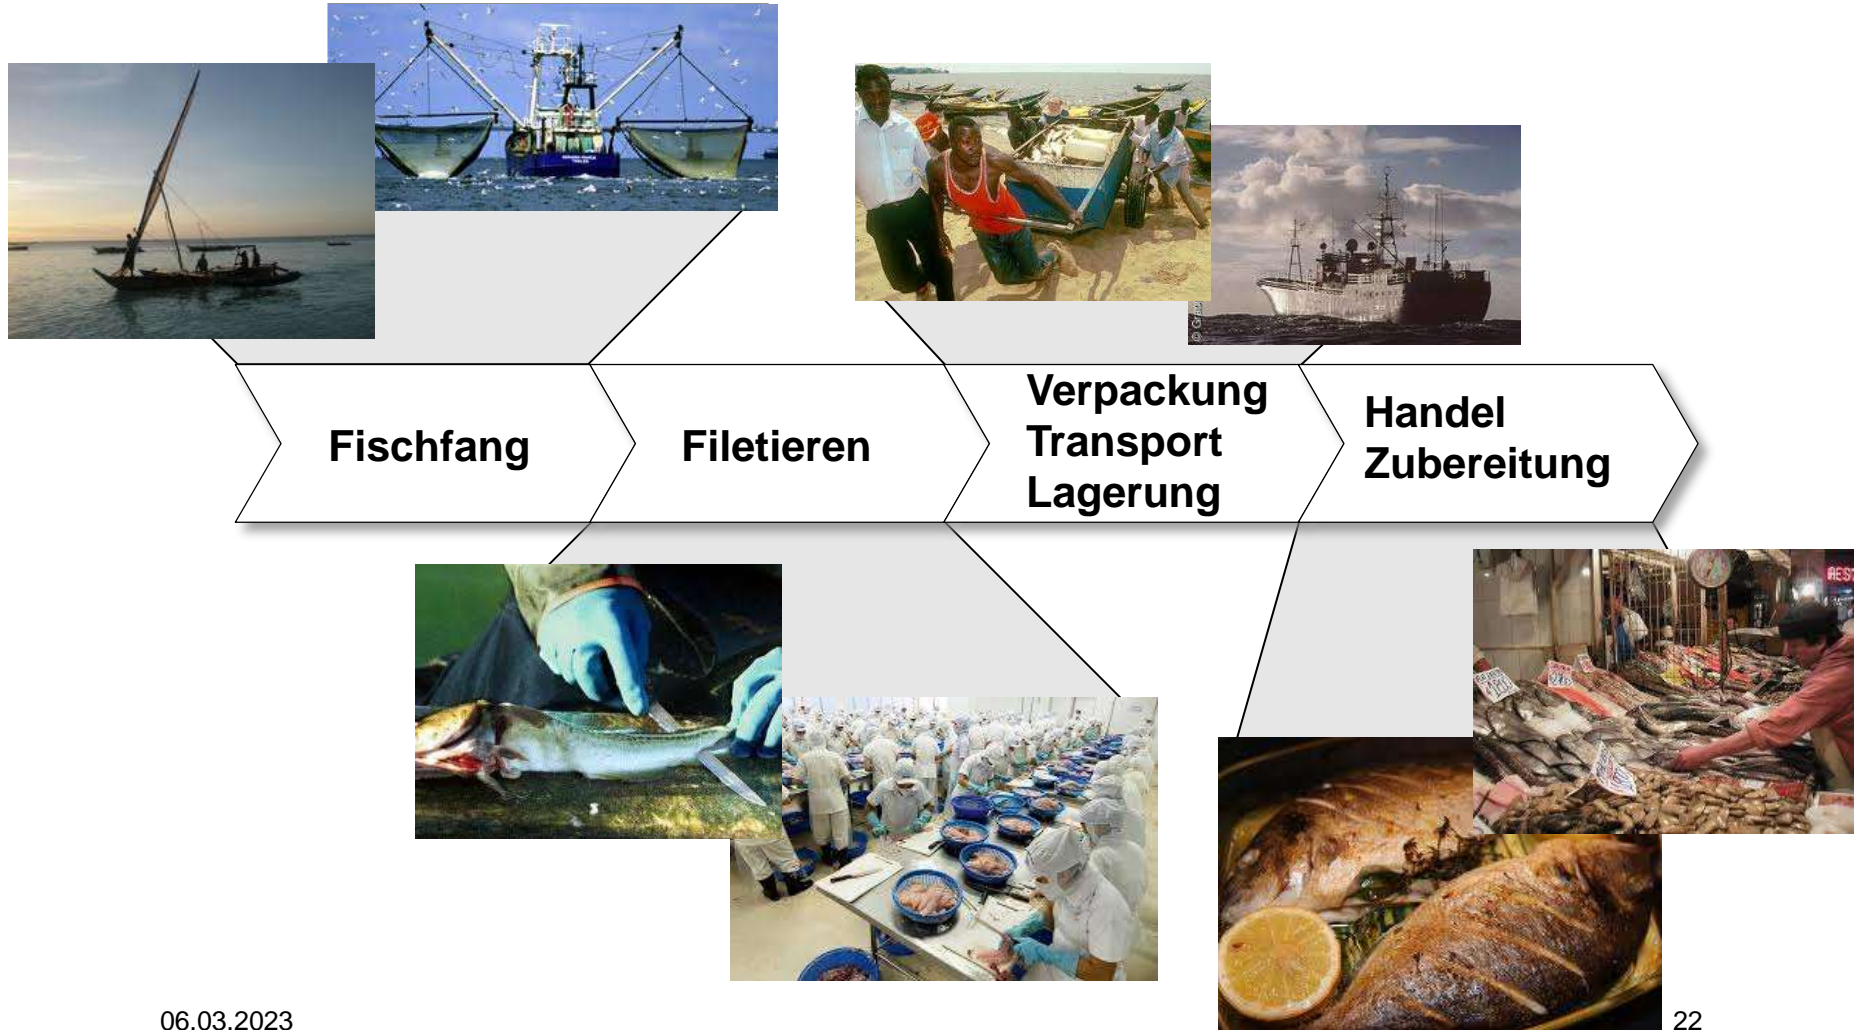 Fischfang
Filetieren
Verpackung
Transport
Lagerung
Handel
Zubereitung
06.03.2023
22